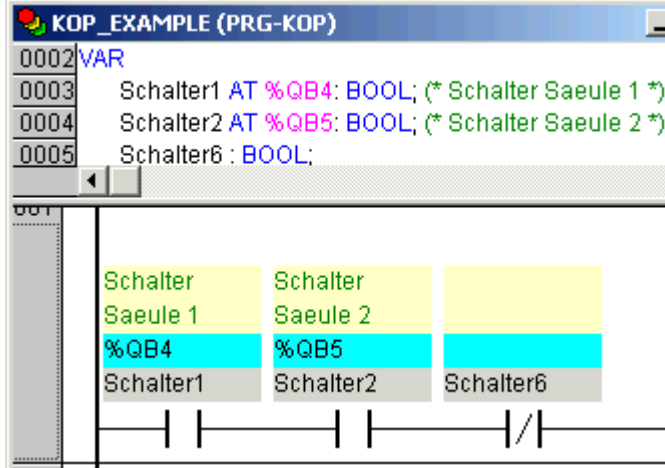 KOP_EXAMPLE (PRG-KOP)
0002 VAR
0003 Schalter1 AT %QB4: BOOL; (* Schalter Saeule 1 *)
0004 Schalter2 AT %QB5: BOOL; (* Schalter Saeule 2 *)
0005 Schalter6 : BOOL;
Schalter Schalter
Saeule 1 Saeule 2
%QB4 %QB5
Schalter1 Schalter2 Schalter6